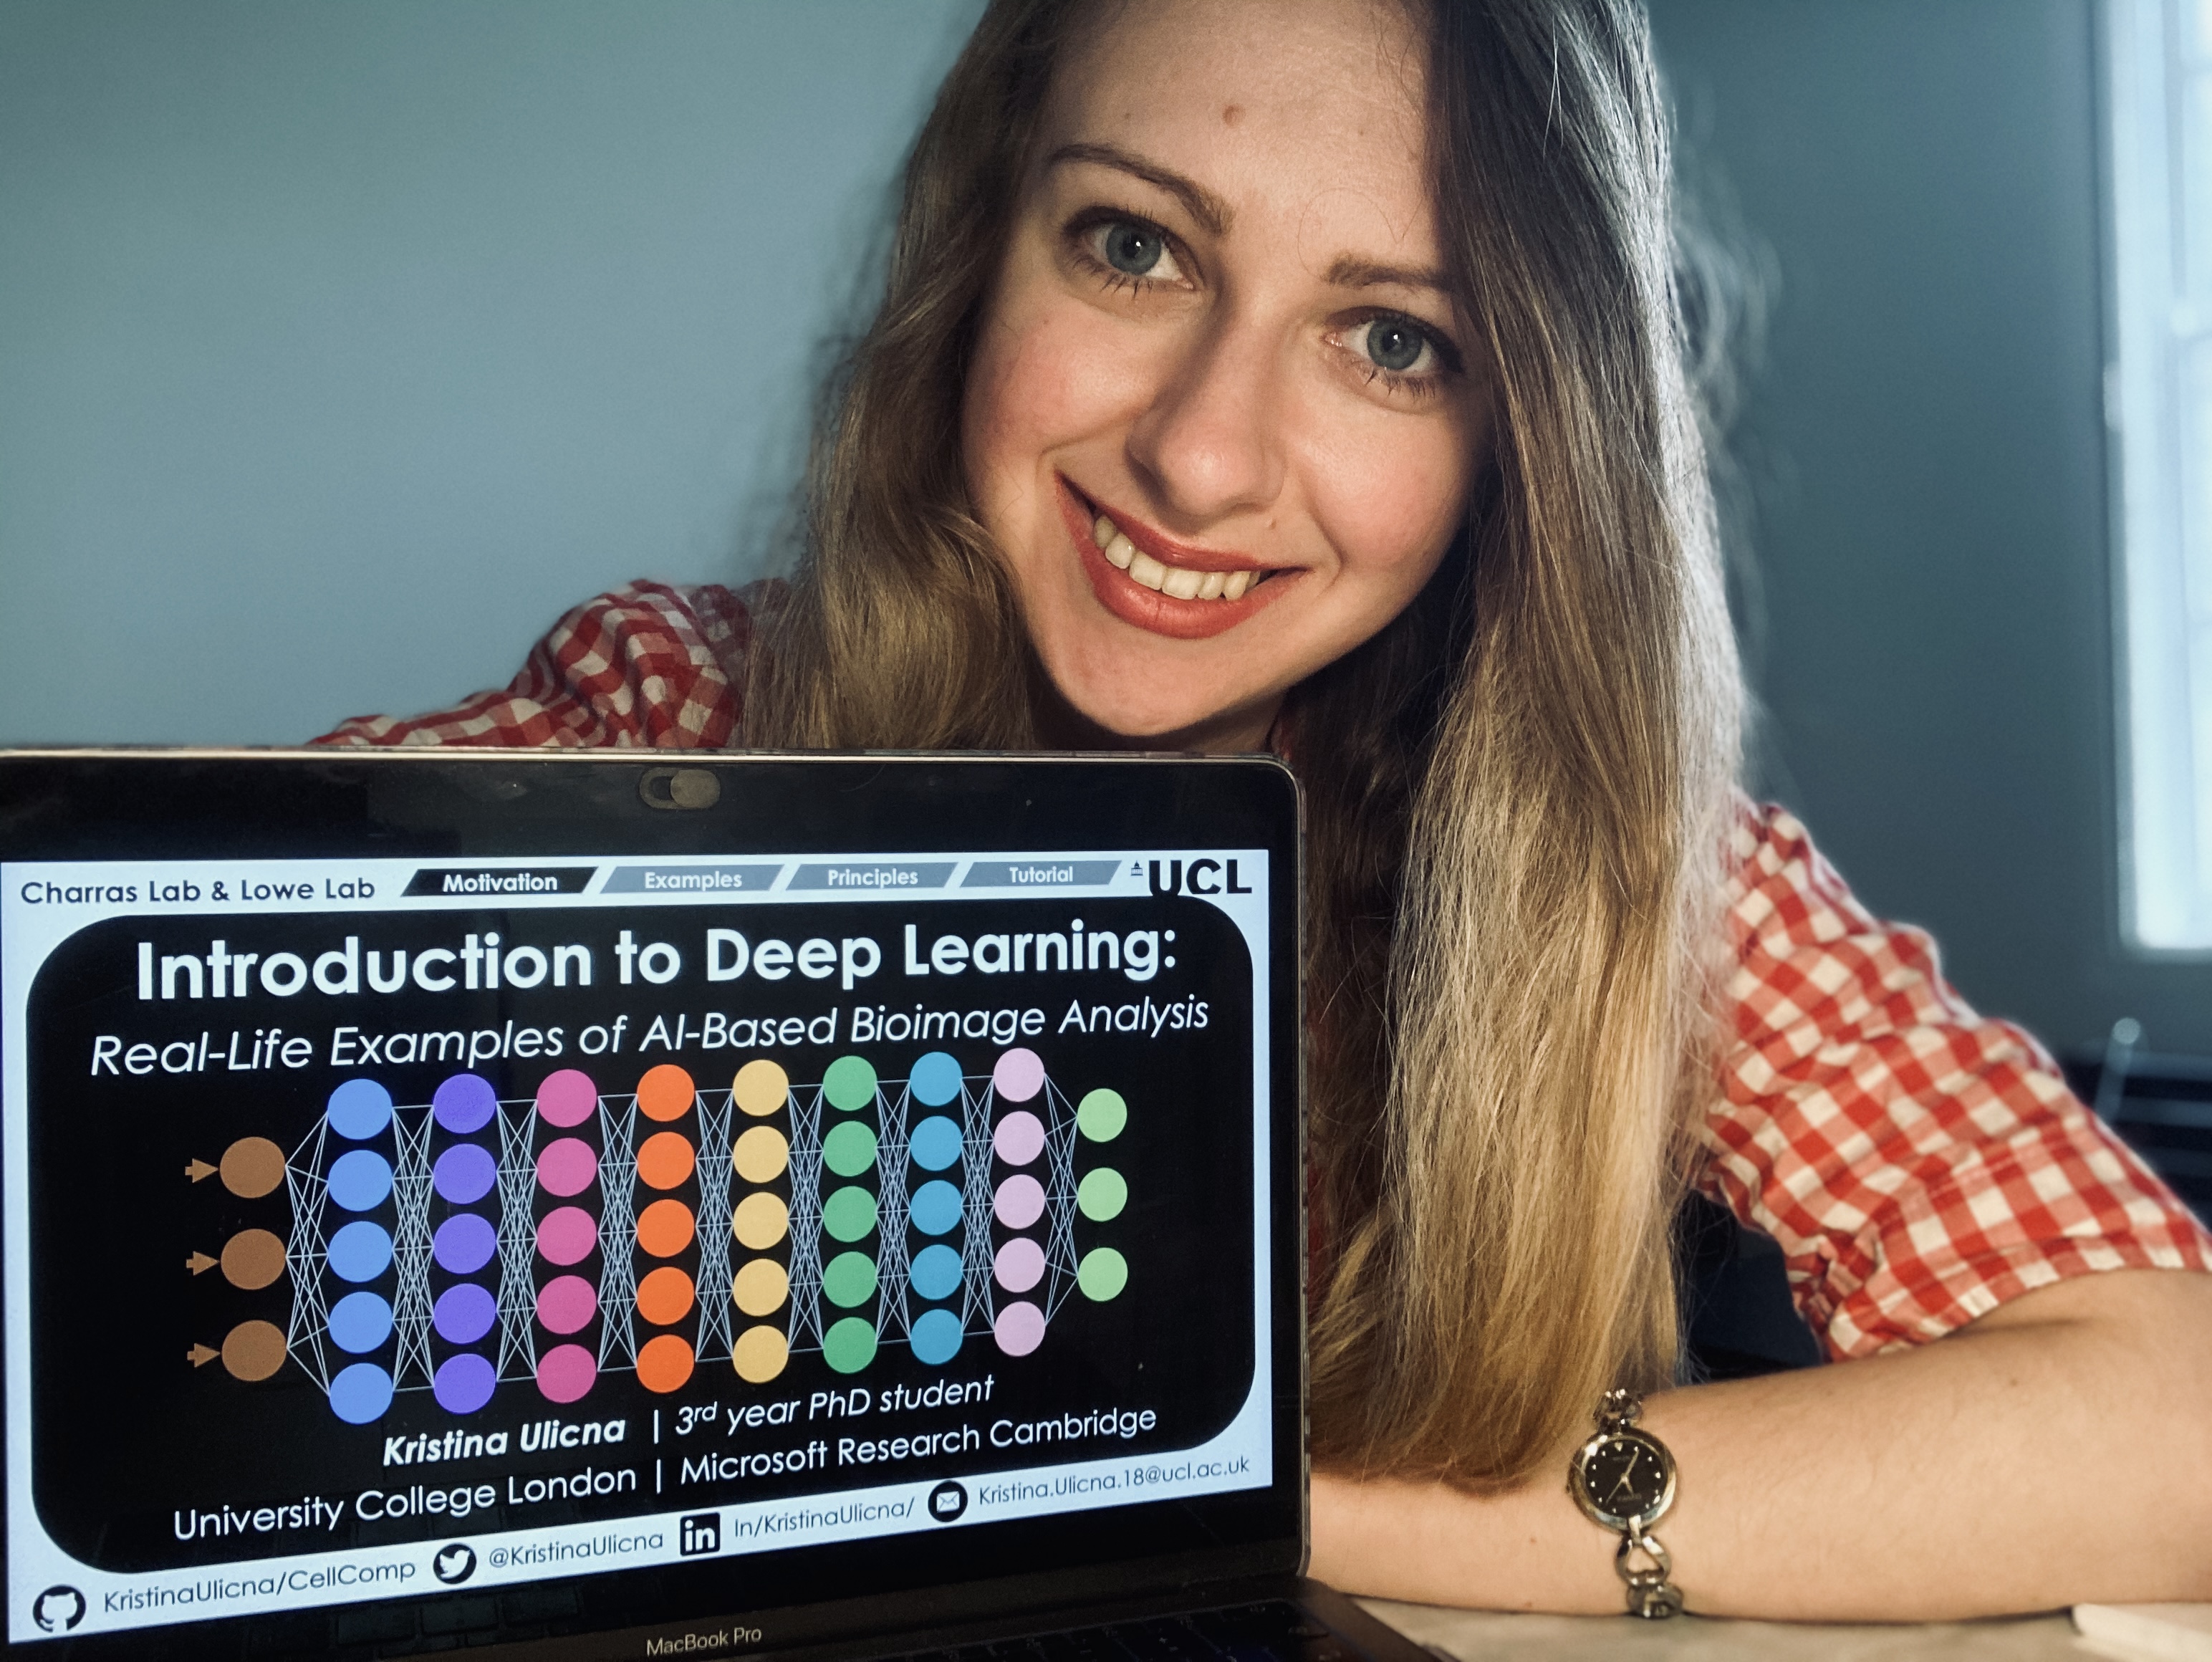 Charras Lab & Lowe Lab Motivation Examples Principles Tutorial UCL
Introduction to Deep Learning:
Real-Life Examples of AI-Based Bioimage Analysis
Kristina Ulicna | 3rd year PhD student
University College London | Microsoft Research Cambridge
KristinaUlicna/CellComp @KristinaUlicna in In/KristinaUlicna/ Kristina.Ulicna.18@ucl.ac.uk
MacBook Pro